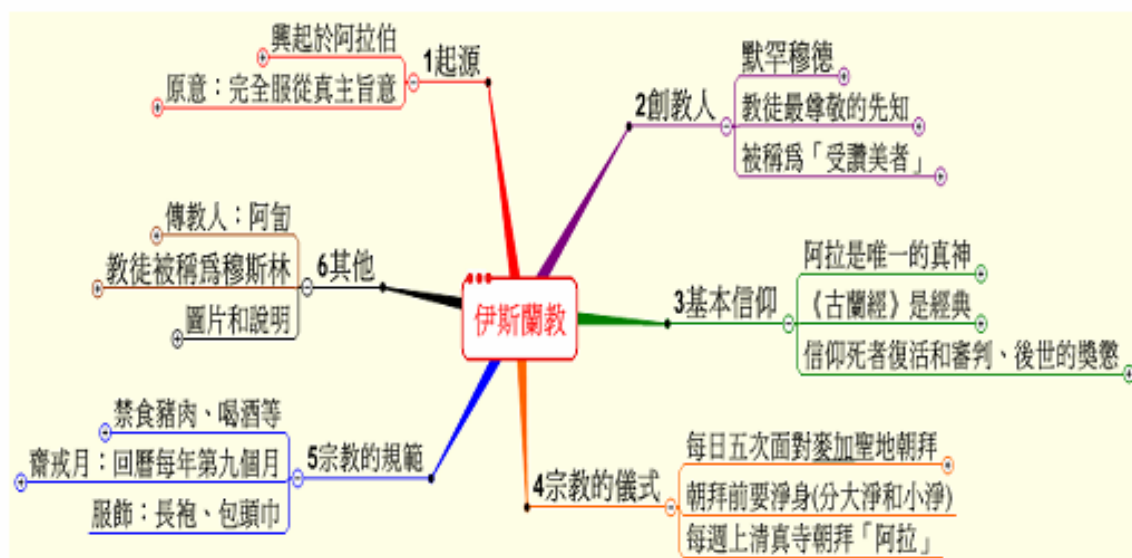 伊斯蘭教
1起源
興起於阿拉伯
原意：完全服從真主旨意
2創教人
默罕穆德
教徒最尊敬的先知
被稱爲「受讚美者」
3基本信仰
阿拉是唯一的真神
《古蘭經》是經典
信仰死者復活和審判、後世的獎懲
4宗教的儀式
每日五次面對麥加聖地朝拜
朝拜前要淨身(分大淨和小淨)
每週上清真寺朝拜「阿拉」
5宗教的規範
禁食豬肉、喝酒等
齋戒月：回曆每年第九個月
服飾：長袍、包頭巾
6其他
傳教人：阿訇
教徒被稱爲穆斯林
圖片和說明